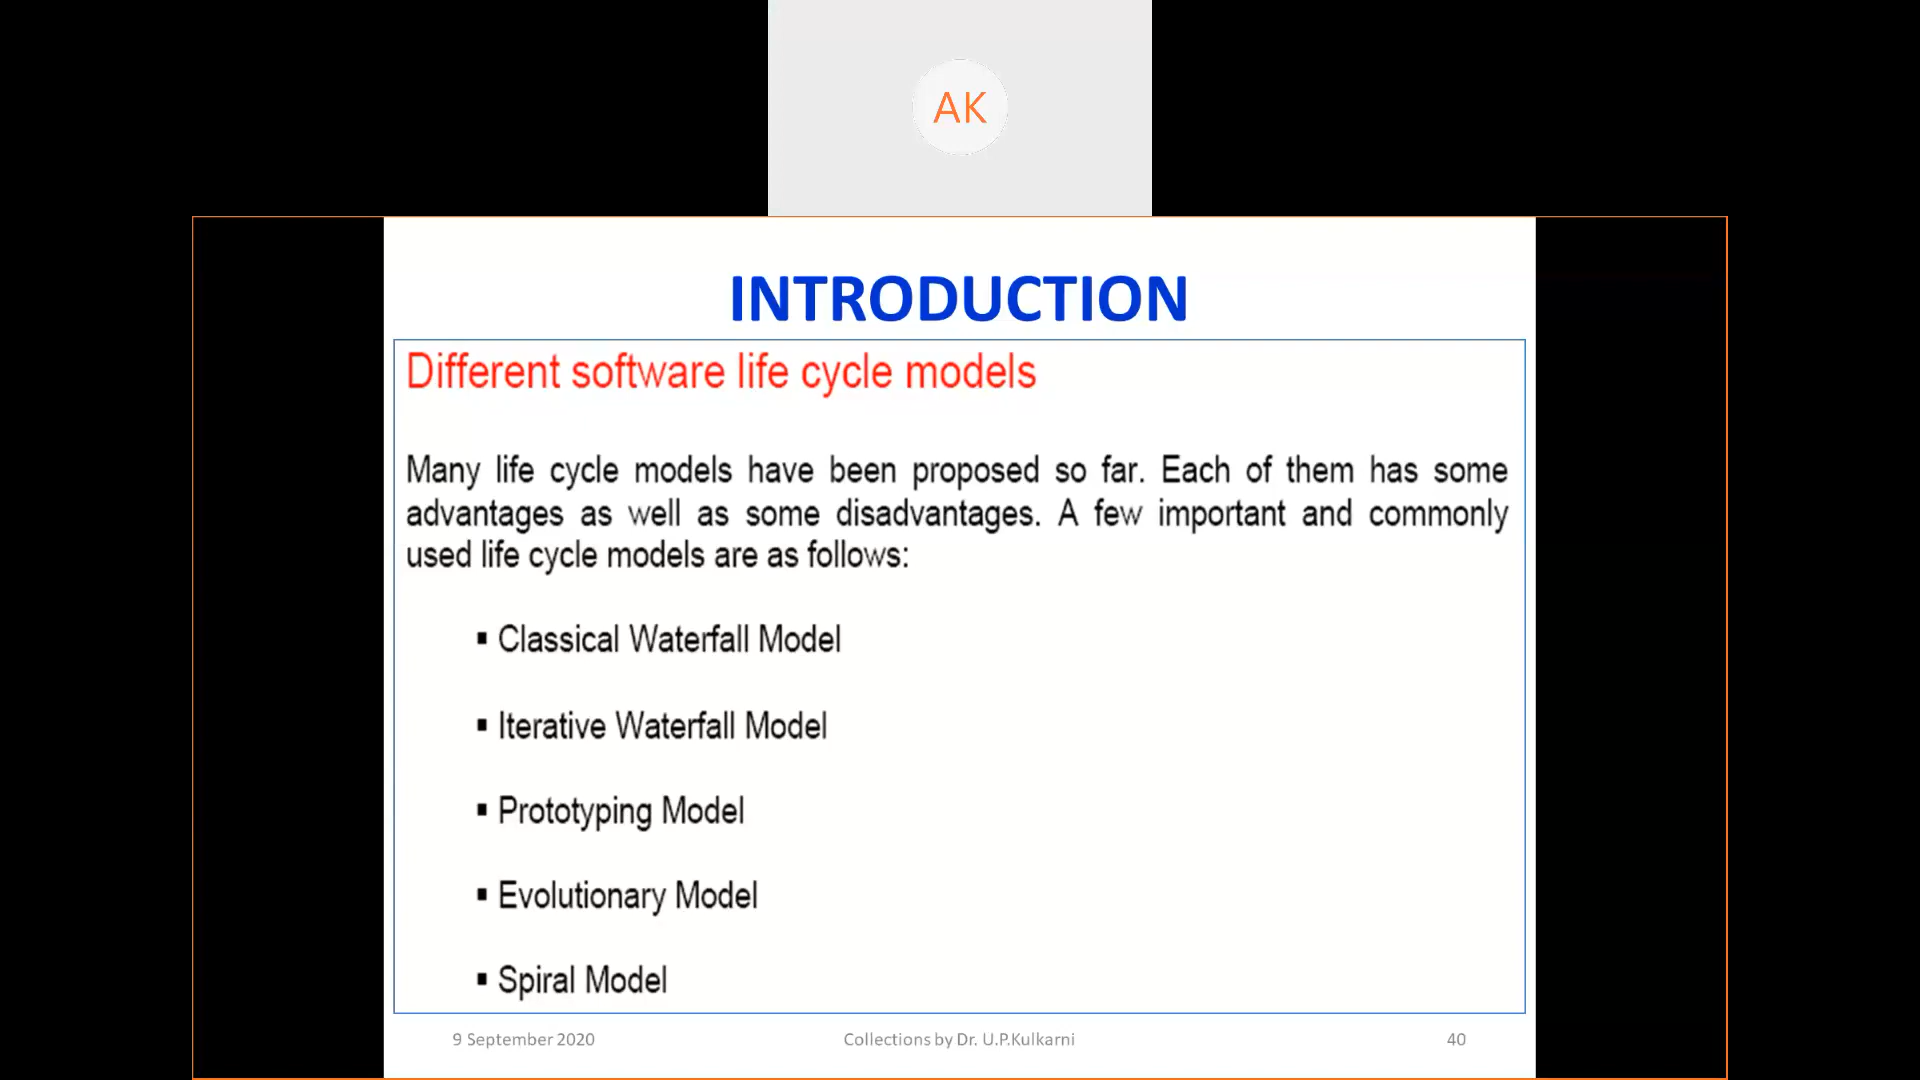 AK
INTRODUCTION
Different software life cycle models
Many life cycle models have been proposed so far. Each of them has some
advantages as well as some disadvantages. A few important and commonly
used life cycle models are as follows:
▪ Classical Waterfall Model
▪ Iterative Waterfall Model
▪ Prototyping Model
▪ Evolutionary Model
▪ Spiral Model
9 September 2020 Collections by Dr. U.P.Kulkarni 40